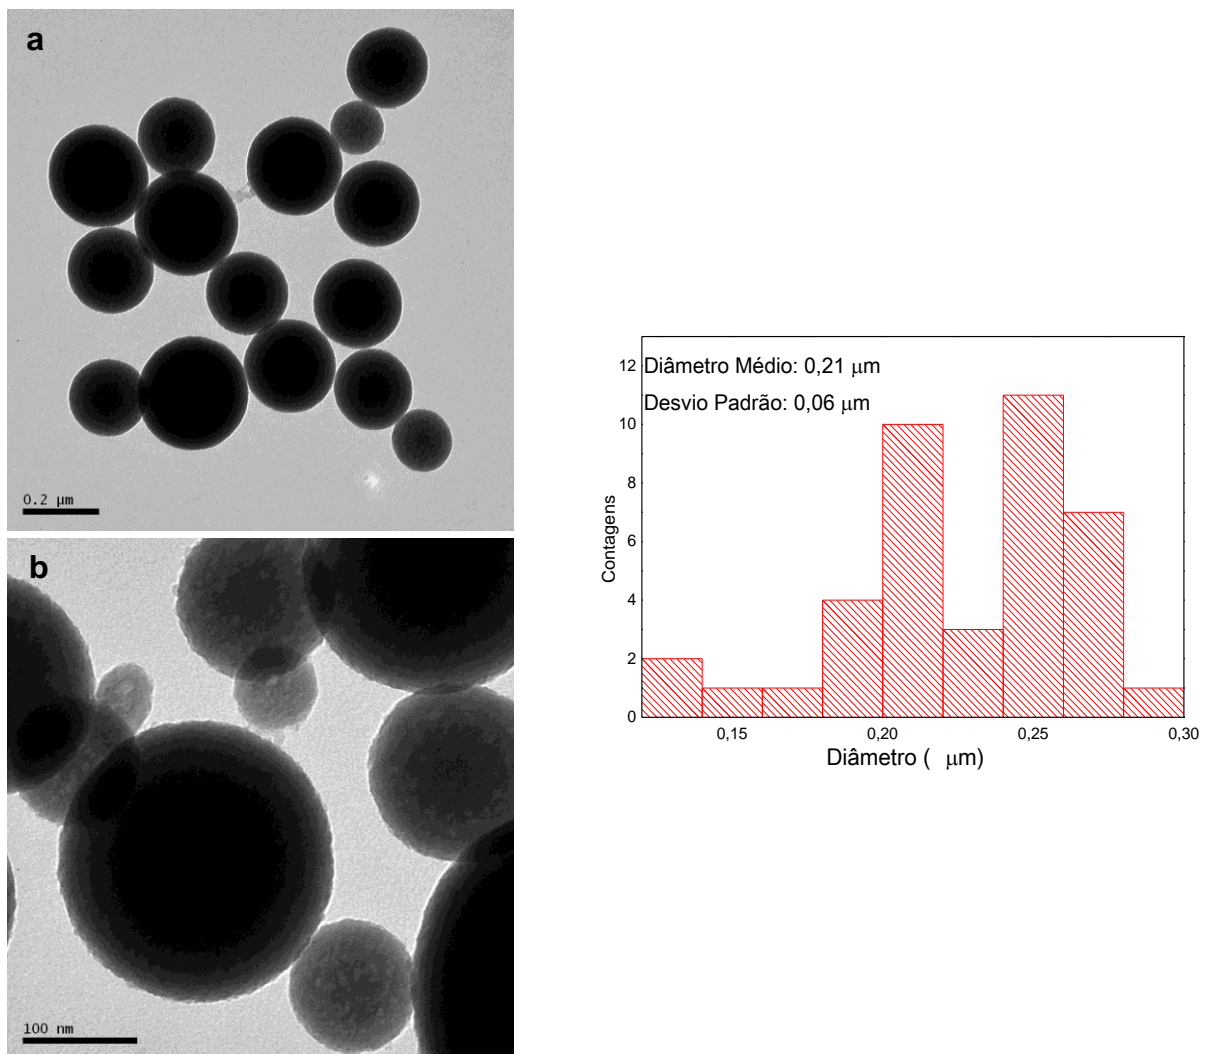 a
0.2 µm
b
100 nm
Diâmetro Médio: 0,21 µm
Desvio Padrão: 0,06 µm
Contagens
12
10
8
6
4
2
0
0,15
0,20
0,25
0,30
Diâmetro ( µm)